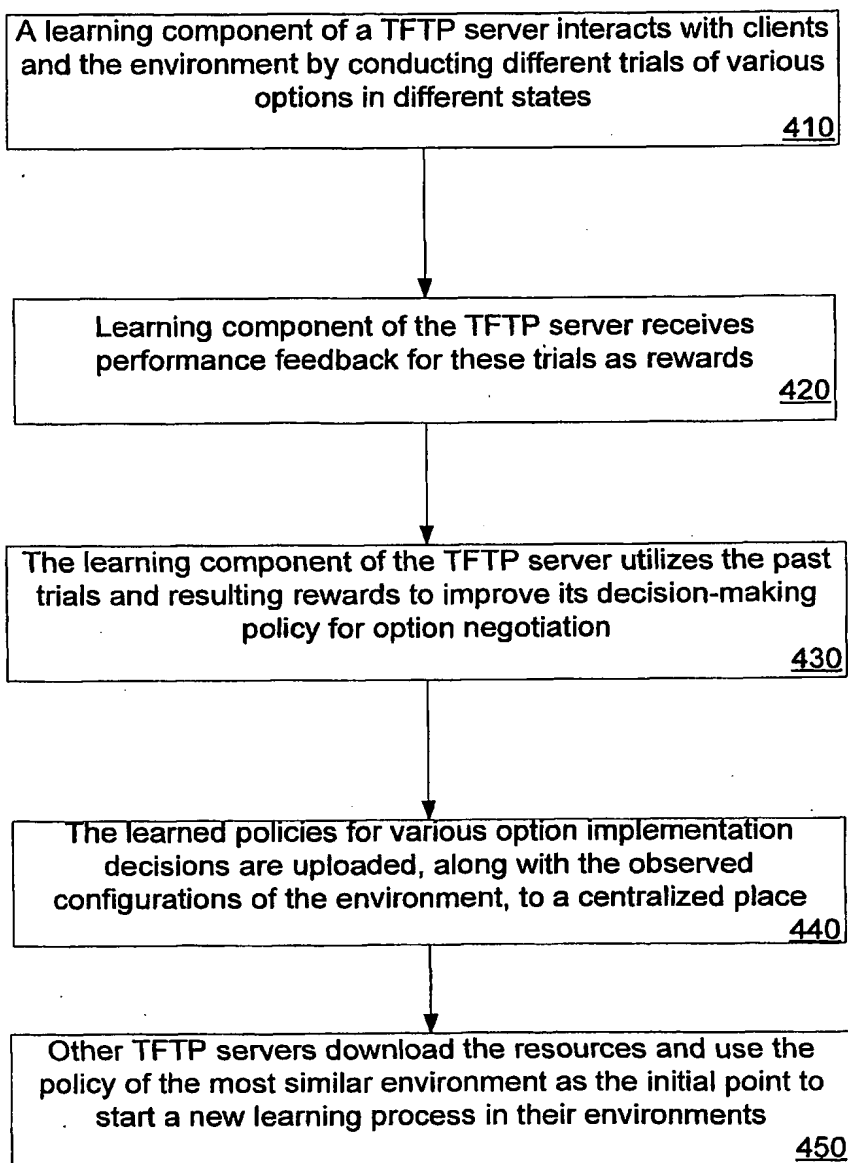 A learning component of a TFTP server interacts with clients
and the environment by conducting different trials of various
options in different states
410
Learning component of the TFTP server receives
performance feedback for these trials as rewards
420
The learning component of the TFTP server utilizes the past
trials and resulting rewards to improve its decision-making
policy for option negotiation
430
The learned policies for various option implementation
decisions are uploaded, along with the observed
configurations of the environment, to a centralized place
440
Other TFTP servers download the resources and use the
policy of the most similar environment as the initial point to
start a new learning process in their environments
450